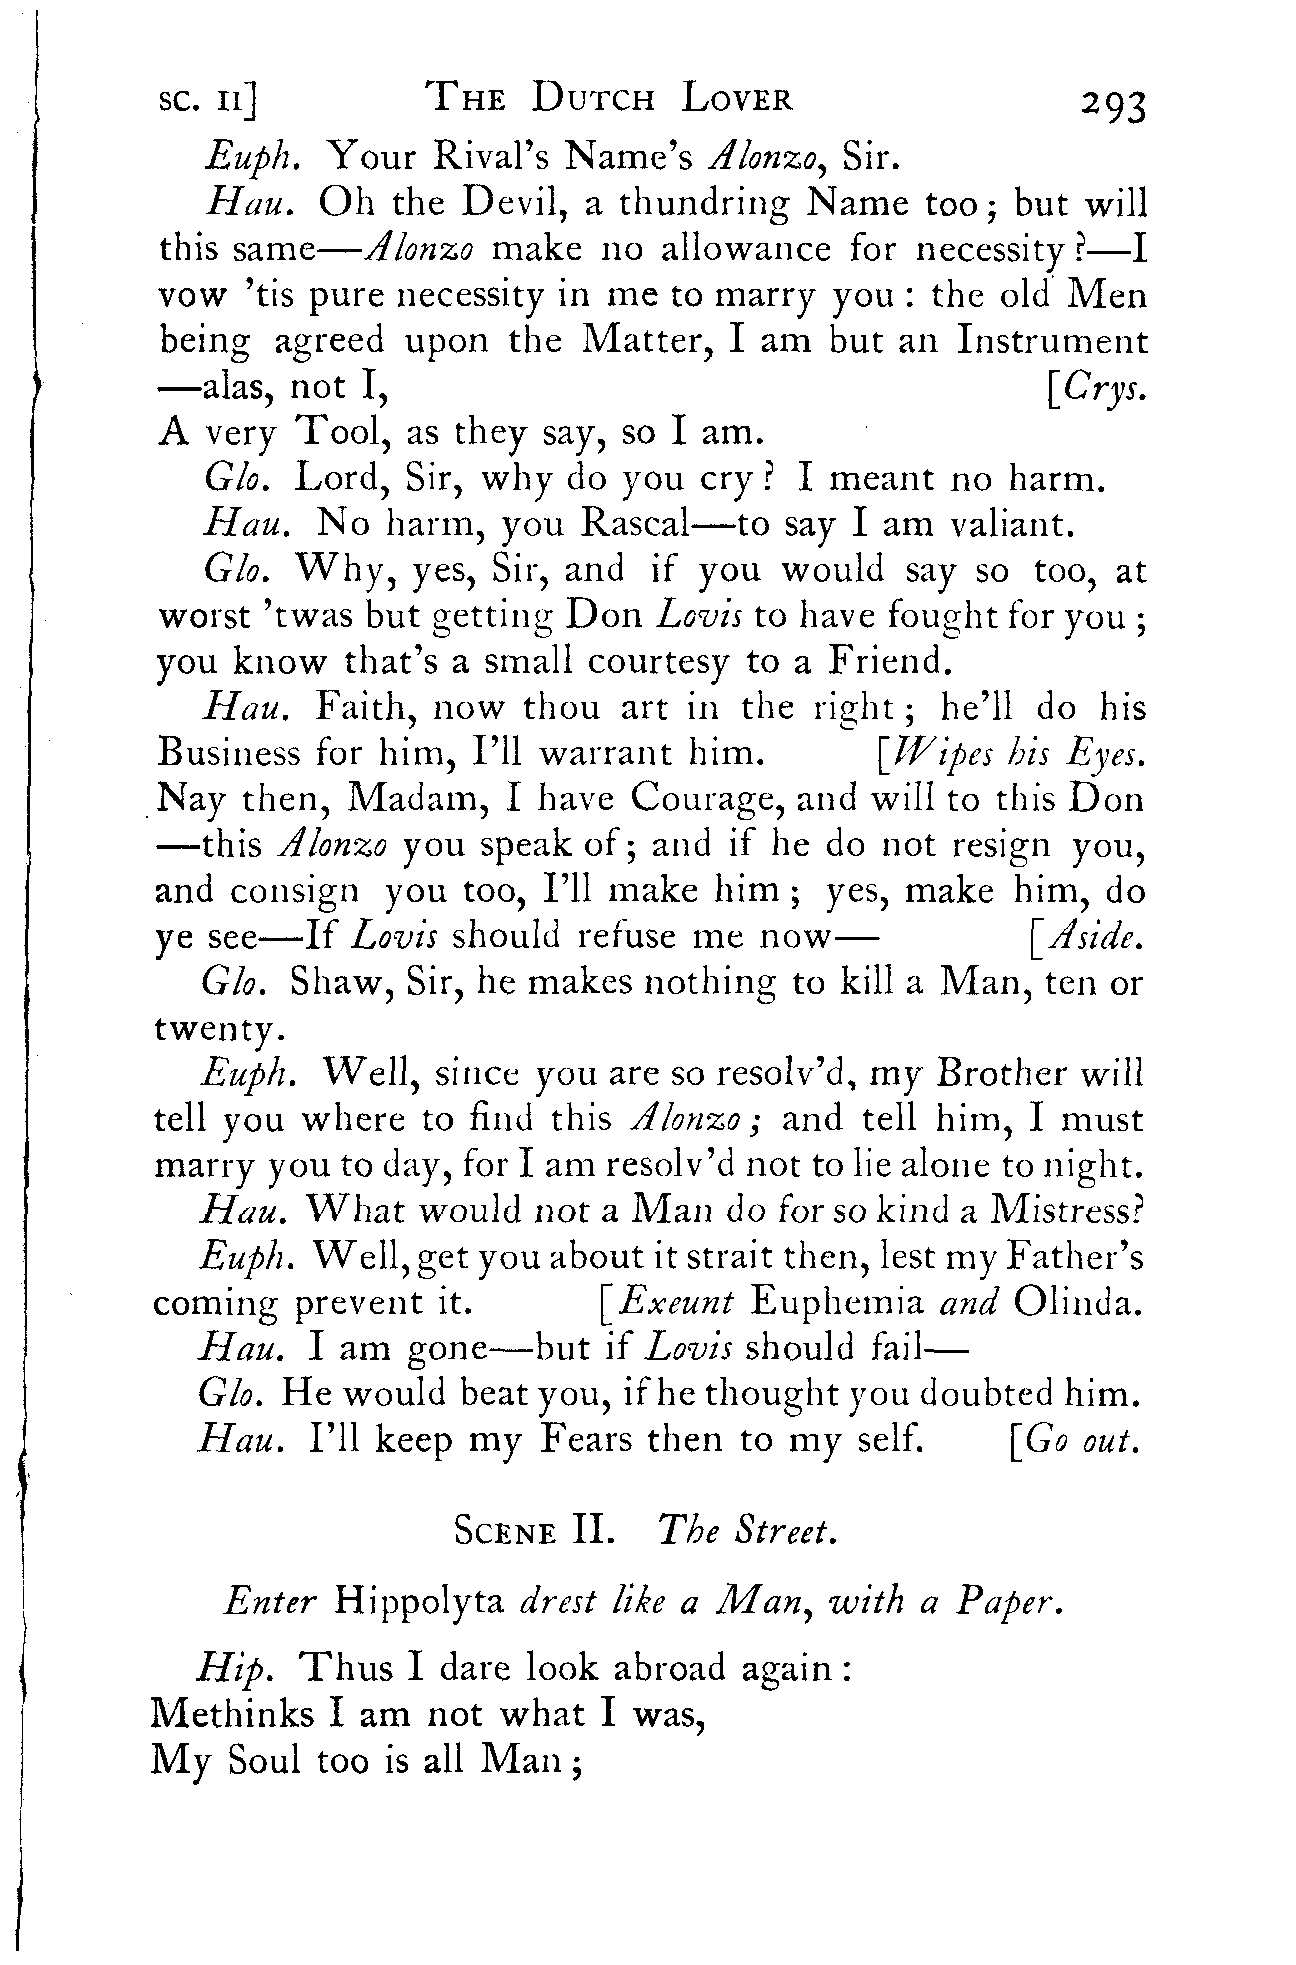 SC. II] THE DUTCH LOVER 293
Euph. Your Rival's Name's Alonzo, Sir.
Hau. Oh the Devil, a thundring Name too; but will
this same—Alonzo make no allowance for necessity?—I
vow 'tis pure necessity in me to marry you: the old Men
being agreed upon the Matter, I am but an Instrument
—alas, not I, [Crys.
A very Tool, as they say, so I am.
Glo. Lord, Sir, why do you cry? I meant no harm.
Hau. No harm, you Rascal—to say I am valiant.
Glo. Why, yes, Sir, and if you would say so too, at
worst 'twas but getting Don Lovis to have fought for you;
you know that's a small courtesy to a Friend.
Hau. Faith, now thou art in the right; he'll do his
Business for him, I'll warrant him. [Wipes his Eyes.
Nay then, Madam, I have Courage, and will to this Don
—this Alonzo you speak of; and if he do not resign you,
and consign you too, I'll make him; yes, make him, do
ye see—If Lovis should refuse me now— [Aside.
Glo. Shaw, Sir, he makes nothing to kill a Man, ten or
twenty.
Euph. Well, since you are so resolv'd, my Brother will
tell you where to find this Alonzo; and tell him, I must
marry you to day, for I am resolv'd not to lie alone to night.
Hau. What would not a Man do for so kind a Mistress?
Euph. Well, get you about it strait then, lest my Father's
coming prevent it. [Exeunt Euphemia and Olinda.
Hau. I am gone—but if Lovis should fail—
Glo. He would beat you, if he thought you doubted him.
Hau. I'll keep my Fears then to my self. [Go out.
SCENE II. The Street.
Enter Hippolyta drest like a Man, with a Paper.
Hip. Thus I dare look abroad again:
Methinks I am not what I was,
My Soul too is all Man;